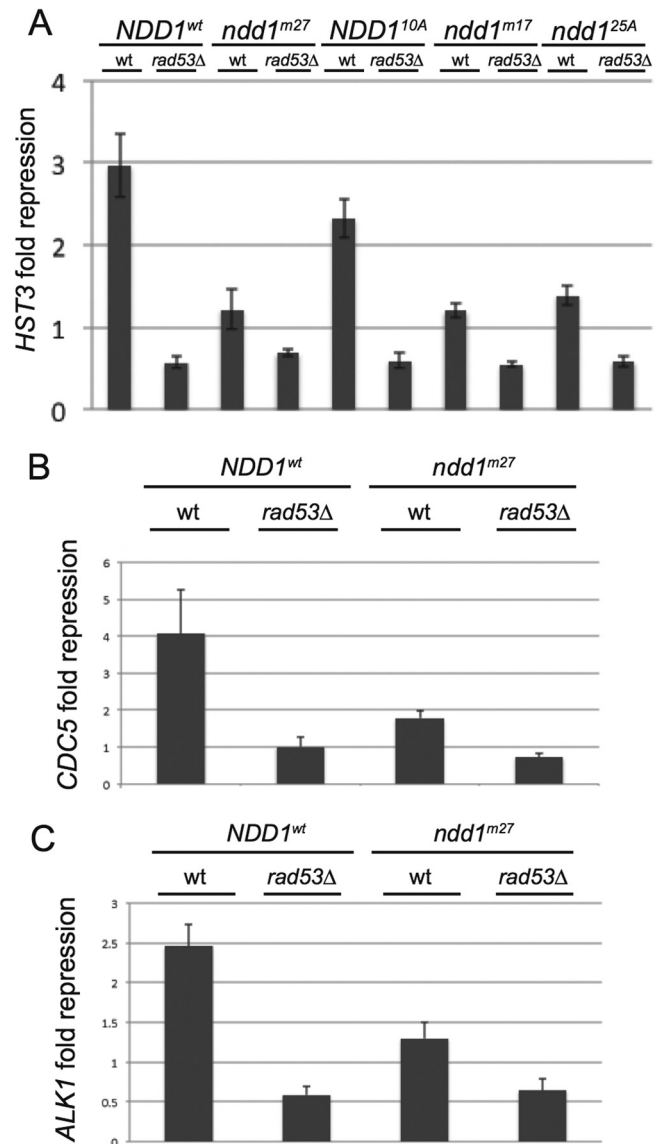 A
NDD1wt ndd1m27 NDD110A ndd1m17 ndd125A
wt rad53Δ wt rad53Δ wt rad53Δ wt rad53Δ wt rad53Δ
HST3 fold repression
4
3
2
1
0
B
NDD1wt ndd1m27
wt rad53Δ wt rad53Δ
CDC5 fold repression
6
5
4
3
2
1
0
C
NDD1wt ndd1m27
wt rad53Δ wt rad53Δ
ALK1 fold repression
3
2.5
2
1.5
1
0.5
0